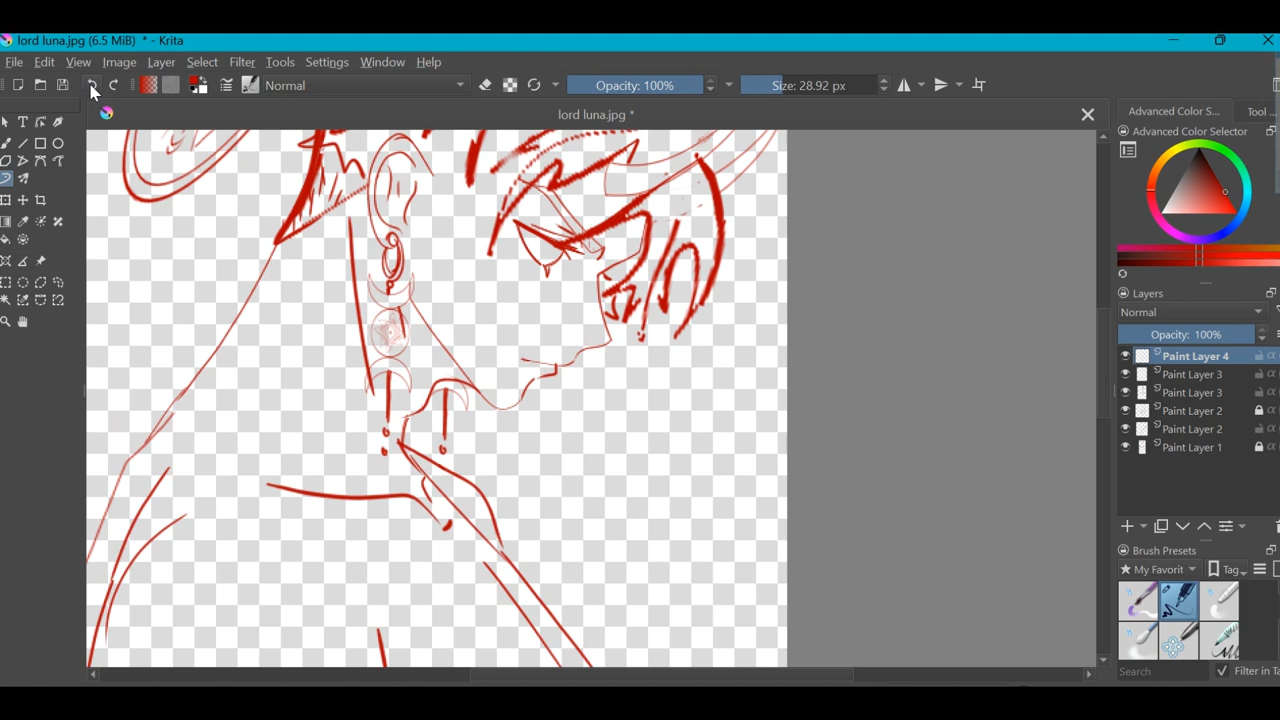 lord luna.jpg (6.5 MiB) * - Krita
File Edit View Image Layer Select Filter Tools Settings Window Help
Normal Opacity: 100% Size: 28.92 px
lord luna.jpg *
Advanced Color S... Tool ...
Advanced Color Selector
Layers
Normal
Opacity: 100%
Paint Layer 4
Paint Layer 3
Paint Layer 3
Paint Layer 2
Paint Layer 2
Paint Layer 1
Brush Presets
My Favorit Tag
Search Filter in Ta